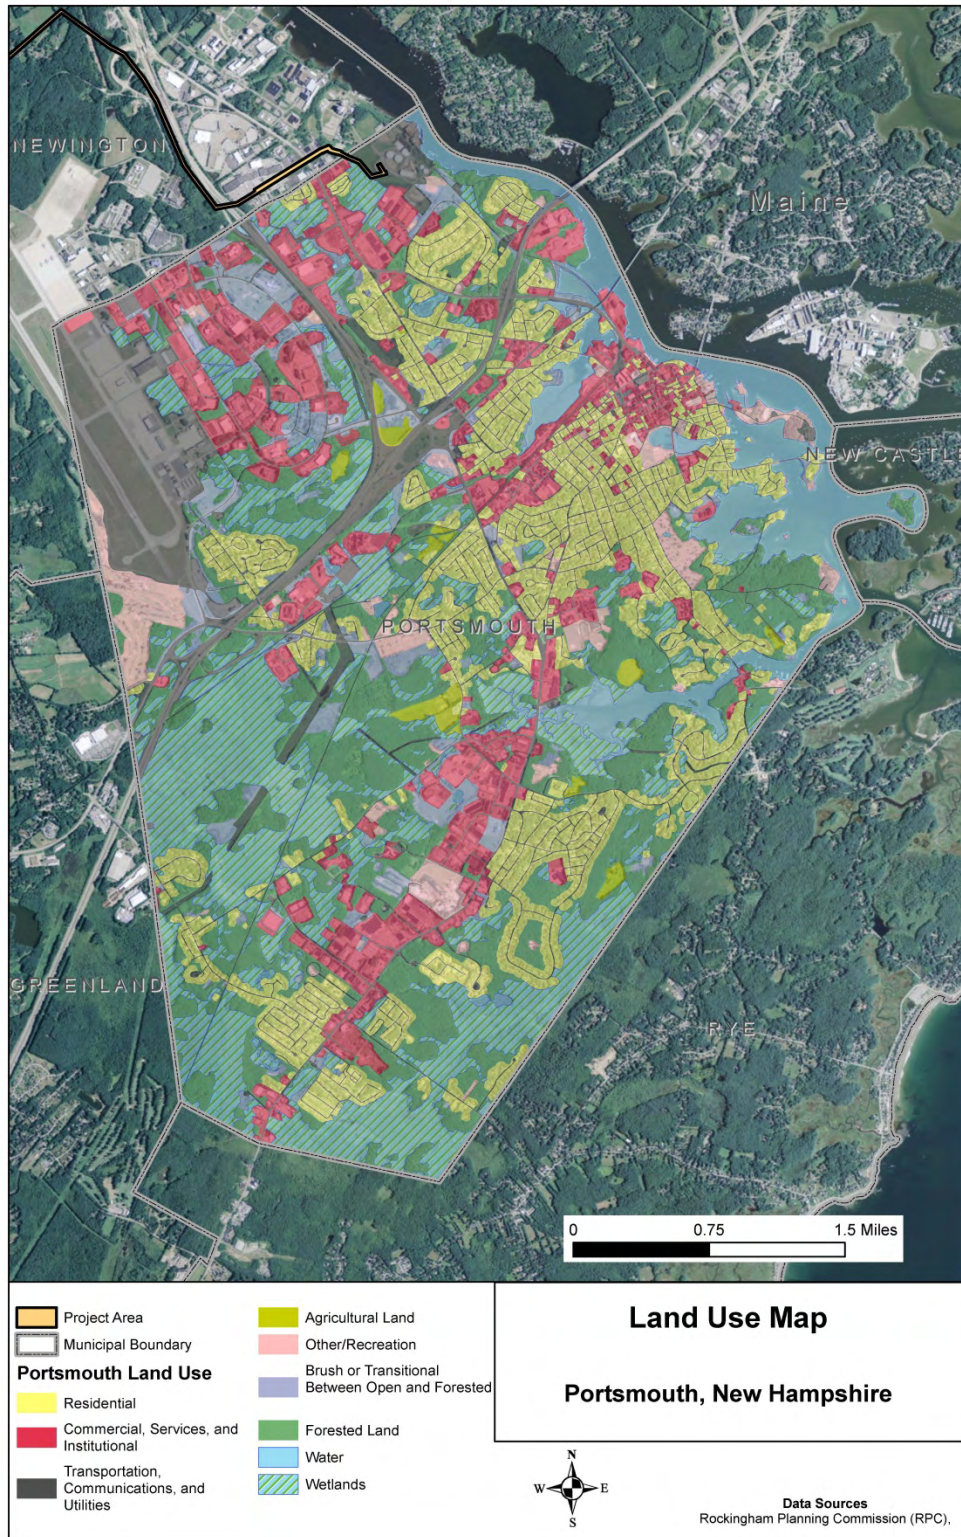 NEWINGTON
Maine
NEW CASTLE
PORTSMOUTH
GREENLAND
RYE
0 0.75 1.5 Miles
Project Area
Municipal Boundary
Portsmouth Land Use
Residential
Commercial, Services, and
Institutional
Transportation,
Communications, and
Utilities
Agricultural Land
Other/Recreation
Brush or Transitional
Between Open and Forested
Forested Land
Water
Wetlands
Land Use Map
Portsmouth, New Hampshire
N
W E
S
Data Sources
Rockingham Planning Commission (RPC),